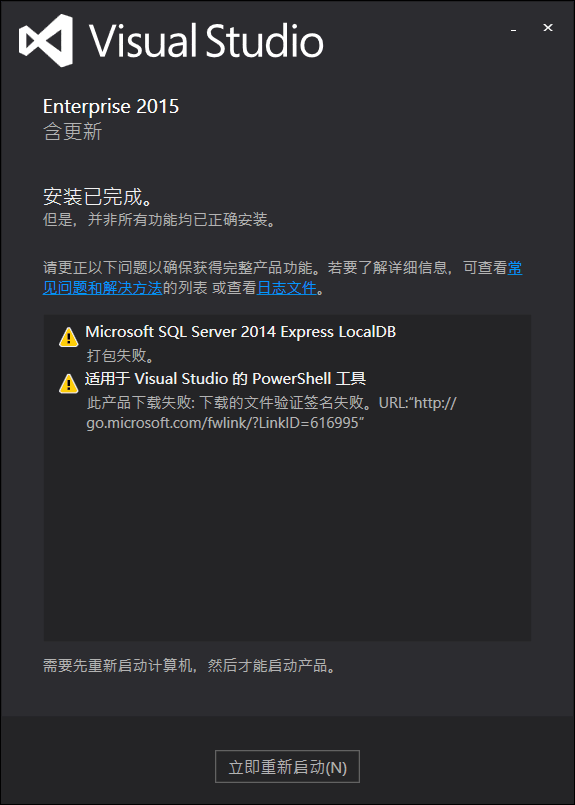 Visual Studio
Enterprise 2015
含更新
安装已完成。
但是，并非所有功能均已正确安装。
请更正以下问题以确保获得完整产品功能。若要了解详细信息，可查看常
见问题和解决方法的列表 或查看日志文件。
Microsoft SQL Server 2014 Express LocalDB
打包失败。
适用于 Visual Studio 的 PowerShell 工具
此产品下载失败: 下载的文件验证签名失败。URL:“http://
go.microsoft.com/fwlink/?LinkID=616995”
需要先重新启动计算机，然后才能启动产品。
立即重新启动(N)